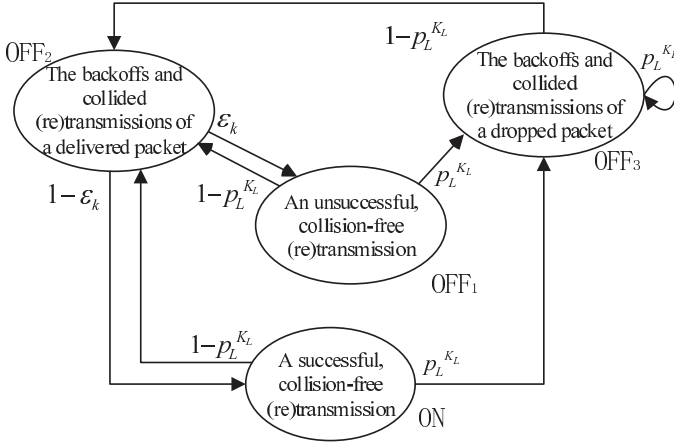 1−p_L^{K_L}
OFF₂
The backoffs and
collided
(re)transmissions of
a delivered packet
The backoffs and
collided
(re)transmissions of
a dropped packet
p_L^{K_L}
OFF₃
ε_k
1−p_L^{K_L}
p_L^{K_L}
1−ε_k
An unsuccessful,
collision-free
(re)transmission
OFF₁
1−p_L^{K_L}
p_L^{K_L}
A successful,
collision-free
(re)transmission
ON